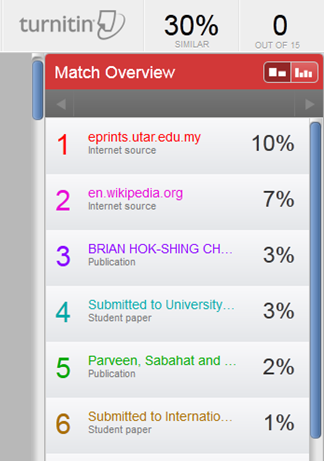 turnitin
30%
SIMILAR
0
OUT OF 15
Match Overview
1 eprints.utar.edu.my 10%
Internet source
2 en.wikipedia.org 7%
Internet source
3 BRIAN HOK-SHING CH... 3%
Publication
4 Submitted to University... 3%
Student paper
5 Parveen, Sabahat and ... 2%
Publication
6 Submitted to Internatio... 1%
Student paper